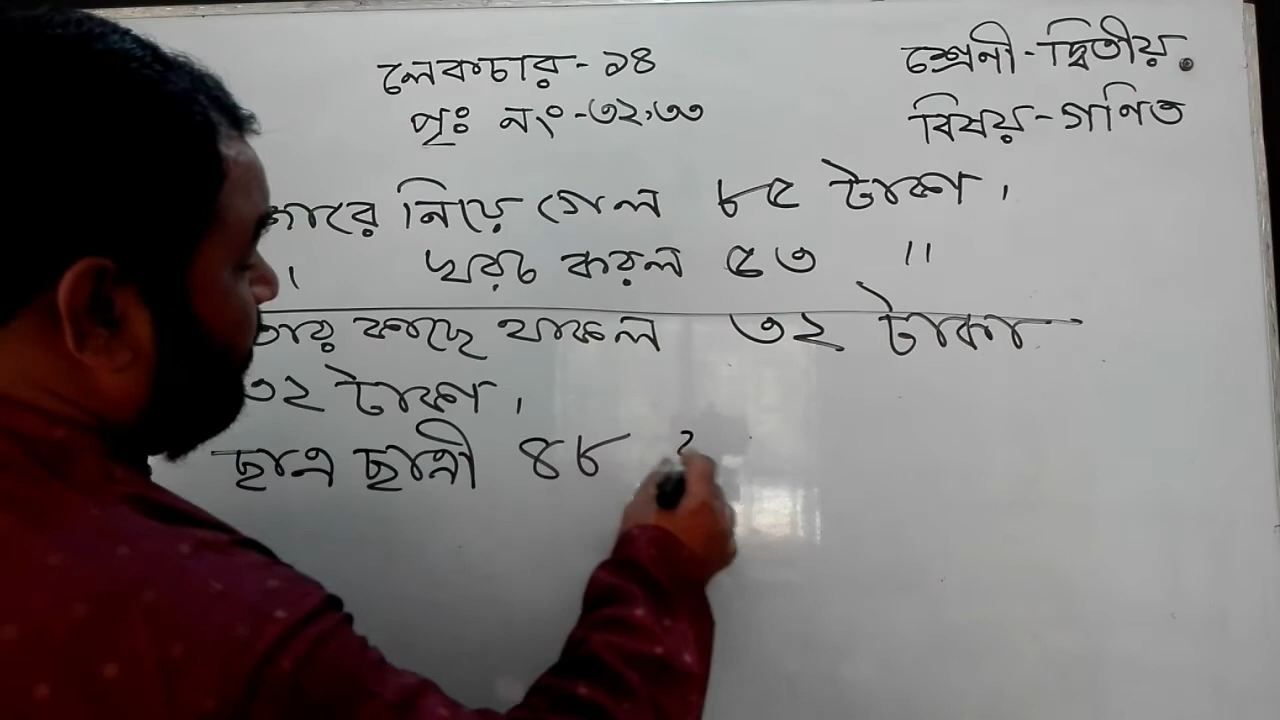 লেকচার-১৪
পৃঃ নং-৩২,৩৩
শ্রেনী-দ্বিতীয়.
বিষয়-গণিত
নিয়ে গেল ৮৫ টাকা,
। খরচ করল ৫৩ "
তার কাছে থাকল ৩২ টাকা
৩২ টাকা,
ছাত্র ছাত্রী ৪৮